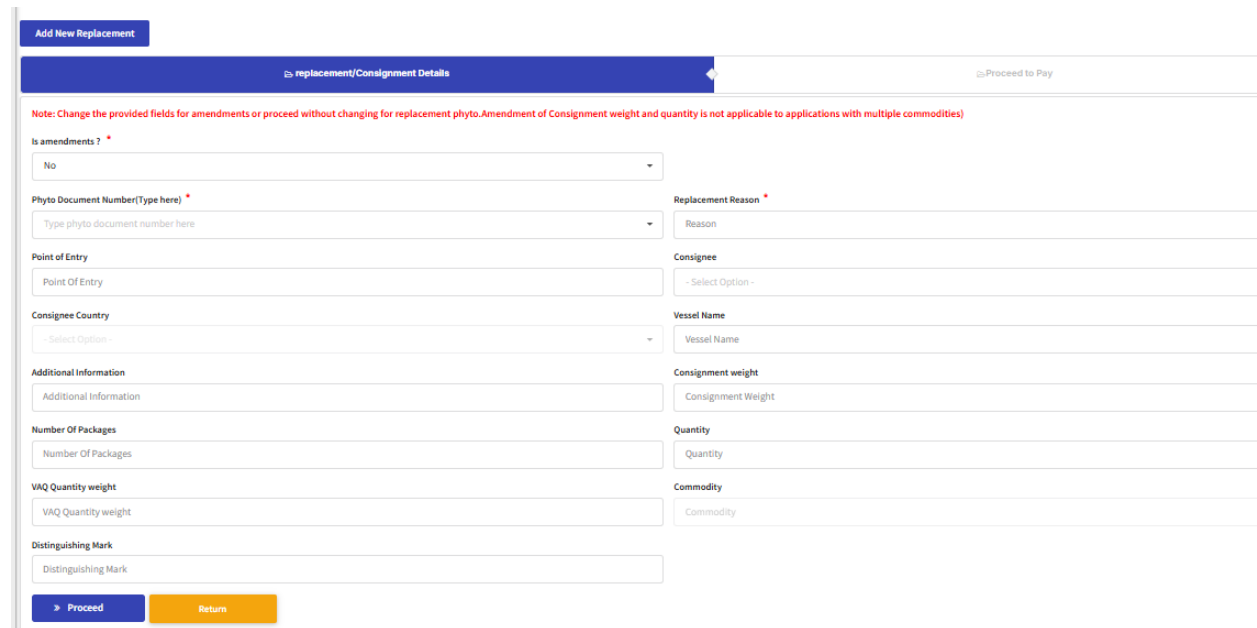 Add New Replacement
replacement/Consignment Details
Proceed to Pay
Note: Change the provided fields for amendments or proceed without changing for replacement phyto.Amendment of Consignment weight and quantity is not applicable to applications with multiple commodities)
Is amendments ? *
No
Phyto Document Number(Type here) *
Replacement Reason *
Type phyto document number here
Reason
Point of Entry
Consignee
Point Of Entry
- Select Option -
Consignee Country
Vessel Name
- Select Option -
Vessel Name
Additional Information
Consignment weight
Additional Information
Consignment Weight
Number Of Packages
Quantity
Number Of Packages
Quantity
VAQ Quantity weight
Commodity
VAQ Quantity weight
Commodity
Distinguishing Mark
Distinguishing Mark
» Proceed
Return